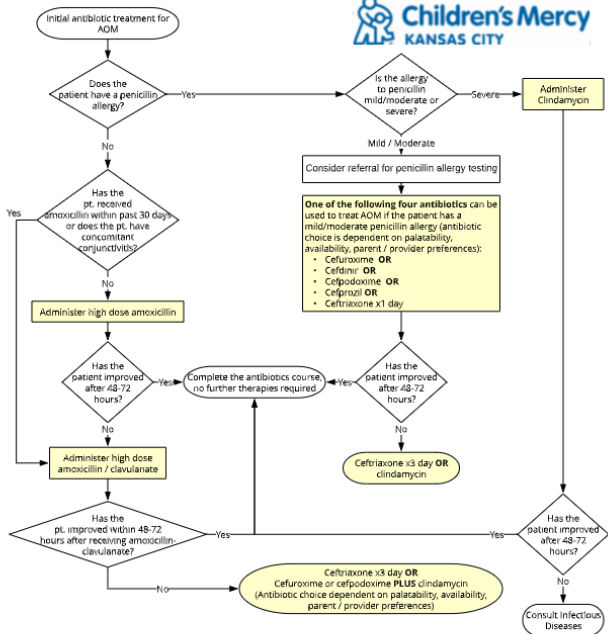 Children's Mercy
KANSAS CITY
Initial antibiotic treatment for
AOM
Does the
patient have a penicillin
allergy?
Yes
Is the allergy
to penicillin
mild/moderate or
severe?
Severe
Administer
Clindamycin
No
Mild / Moderate
Consider referral for penicillin allergy testing
Has the
pt. received
amoxicillin within past 30 days
or does the pt. have
concomitant
conjunctivitis?
Yes
One of the following four antibiotics can be
used to treat AOM if the patient has a
mild/moderate penicillin allergy (antibiotic
choice is dependent on palatability,
availability, parent / provider preferences):
• Cefuroxime OR
• Cefdinir OR
• Cefpodoxime OR
• Cefprozil OR
• Ceftriaxone x1 day
No
Administer high dose amoxicillin
Has the
patient improved
after 48-72
hours?
Yes
Complete the antibiotics course,
no further therapies required
Yes
Has the
patient improved
after 48-72
hours?
No
No
Administer high dose
amoxicillin / clavulanate
Ceftriaxone x3 day OR
clindamycin
Has the
pt. improved within 48-72
hours after receiving amoxicillin-
clavulanate?
Yes
Yes
Has the
patient improved
after 48-72
hours?
No
Ceftriaxone x3 day OR
Cefuroxime or cefpodoxime PLUS clindamycin
(Antibiotic choice dependent on palatability, availability,
parent / provider preferences)
No
Consult Infectious
Diseases